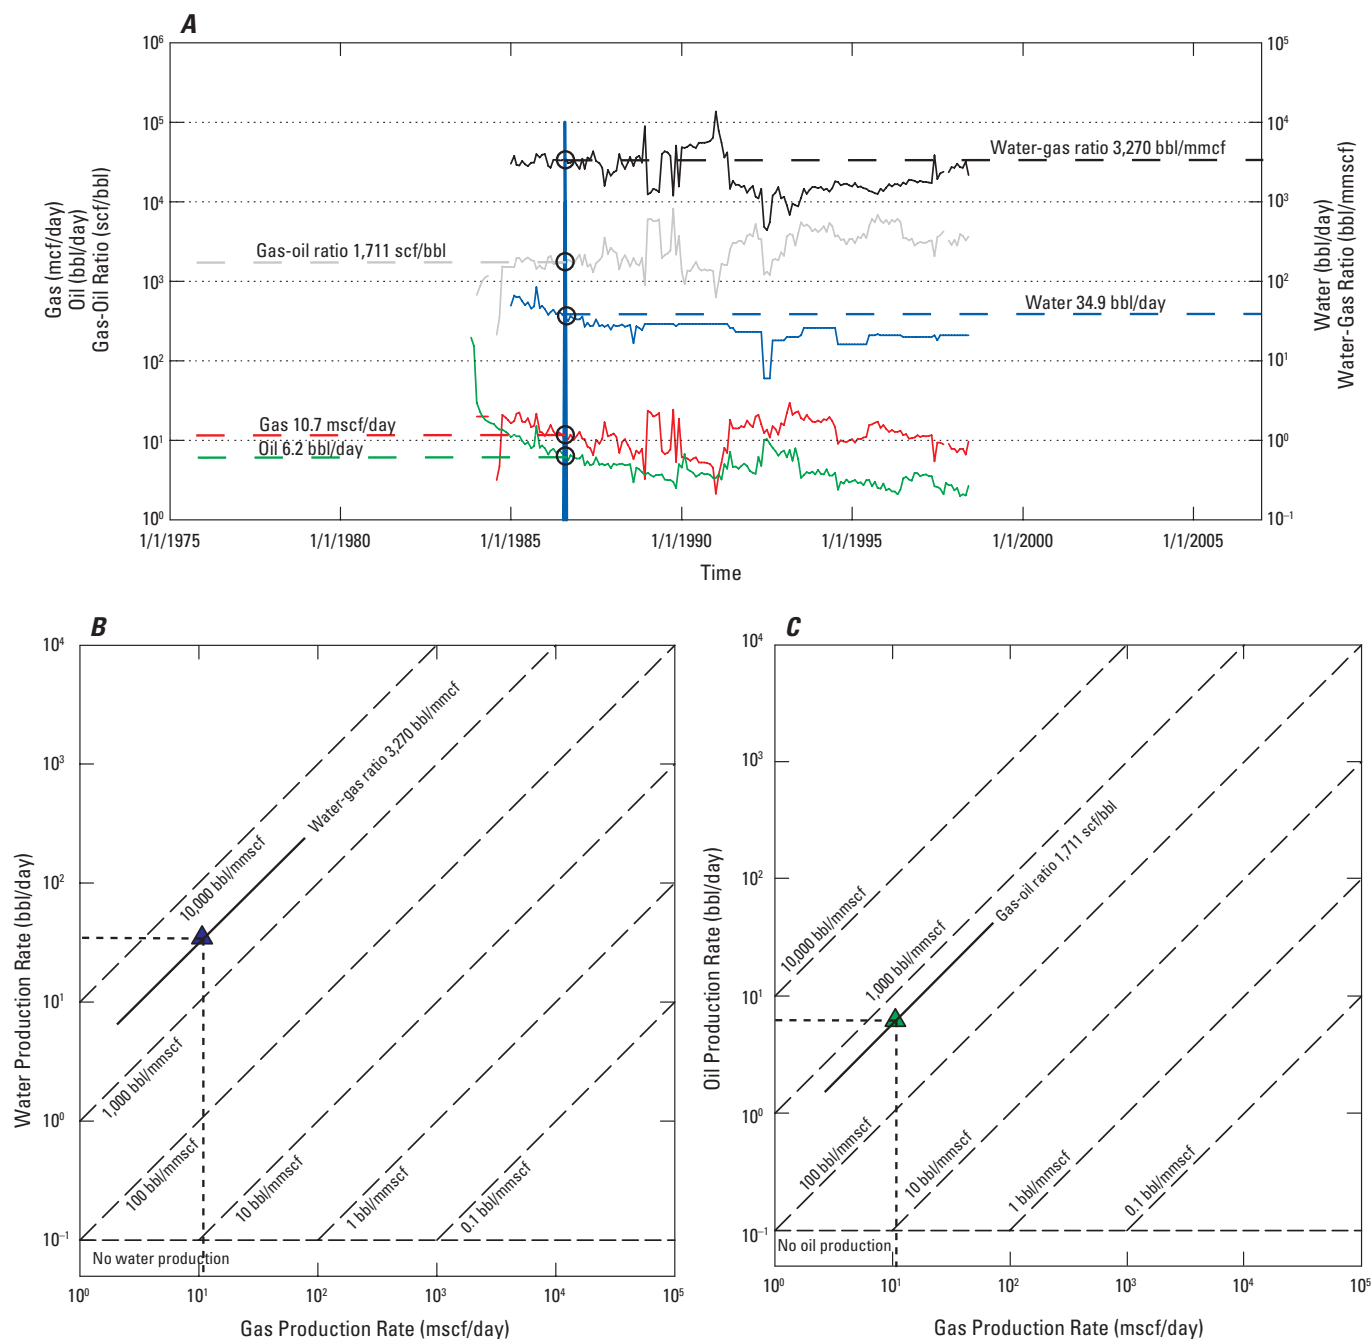 A
10⁶
10⁵
10⁴
10³
10²
10¹
10⁰
Gas (mcf/day)
Oil (bbl/day)
Gas-Oil Ratio (scf/bbl)
10⁵
10⁴
10³
10²
10¹
10⁰
10⁻¹
Water (bbl/day)
Water-Gas Ratio (bbl/mmscf)
Water-gas ratio 3,270 bbl/mmcf
Gas-oil ratio 1,711 scf/bbl
Water 34.9 bbl/day
Gas 10.7 mscf/day
Oil 6.2 bbl/day
1/1/1975
1/1/1980
1/1/1985
1/1/1990
1/1/1995
1/1/2000
1/1/2005
Time
B
10⁴
10³
10²
10¹
10⁰
10⁻¹
Water Production Rate (bbl/day)
Water-gas ratio 3,270 bbl/mmcf
10,000 bbl/mmscf
1,000 bbl/mmscf
100 bbl/mmscf
10 bbl/mmscf
1 bbl/mmscf
0.1 bbl/mmscf
No water production
10⁰
10¹
10²
10³
10⁴
10⁵
Gas Production Rate (mscf/day)
C
10⁴
10³
10²
10¹
10⁰
10⁻¹
Oil Production Rate (bbl/day)
Gas-oil ratio 1,711 scf/bbl
10,000 bbl/mmscf
1,000 bbl/mmscf
100 bbl/mmscf
10 bbl/mmscf
1 bbl/mmscf
0.1 bbl/mmscf
No oil production
10⁰
10¹
10²
10³
10⁴
10⁵
Gas Production Rate (mscf/day)